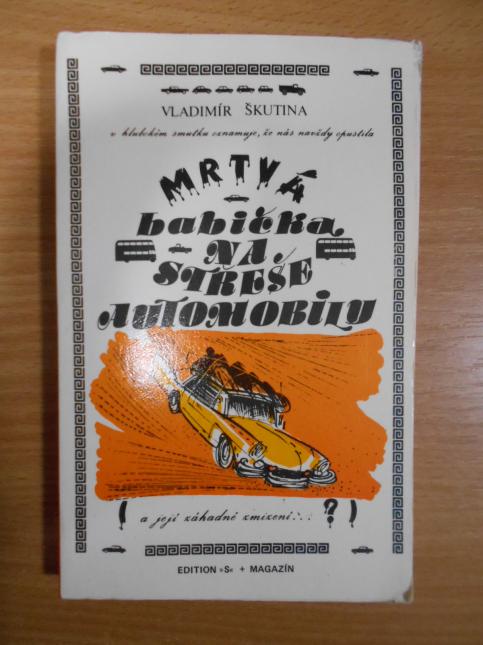 VLADIMÍR ŠKUTINA
v hlubokém smutku oznamuje, že nás navždy opustila
MRTVÁ
babička
NA
STŘEŠE
AUTOMOBILU
( a její záhadné zmizení... ? )
EDITION »S« + MAGAZÍN